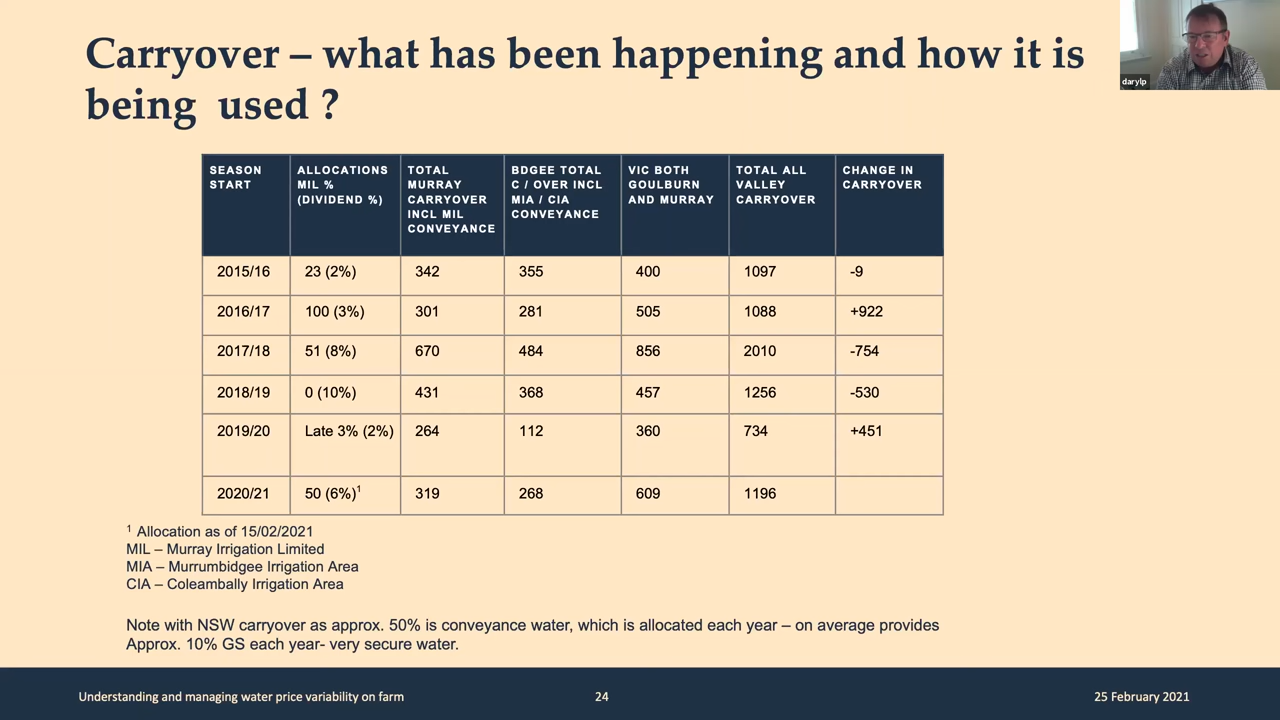 Carryover – what has been happening and how it is
being used ?
darylp
SEASON START | ALLOCATIONS MIL % (DIVIDEND %) | TOTAL MURRAY CARRYOVER INCL MIL CONVEYANCE | BDGEE TOTAL C / OVER INCL MIA / CIA CONVEYANCE | VIC BOTH GOULBURN AND MURRAY | TOTAL ALL VALLEY CARRYOVER | CHANGE IN CARRYOVER
2015/16 | 23 (2%) | 342 | 355 | 400 | 1097 | -9
2016/17 | 100 (3%) | 301 | 281 | 505 | 1088 | +922
2017/18 | 51 (8%) | 670 | 484 | 856 | 2010 | -754
2018/19 | 0 (10%) | 431 | 368 | 457 | 1256 | -530
2019/20 | Late 3% (2%) | 264 | 112 | 360 | 734 | +451
2020/21 | 50 (6%)¹ | 319 | 268 | 609 | 1196 |
¹ Allocation as of 15/02/2021
MIL – Murray Irrigation Limited
MIA – Murrumbidgee Irrigation Area
CIA – Coleambally Irrigation Area
Note with NSW carryover as approx. 50% is conveyance water, which is allocated each year – on average provides
Approx. 10% GS each year- very secure water.
Understanding and managing water price variability on farm
24
25 February 2021